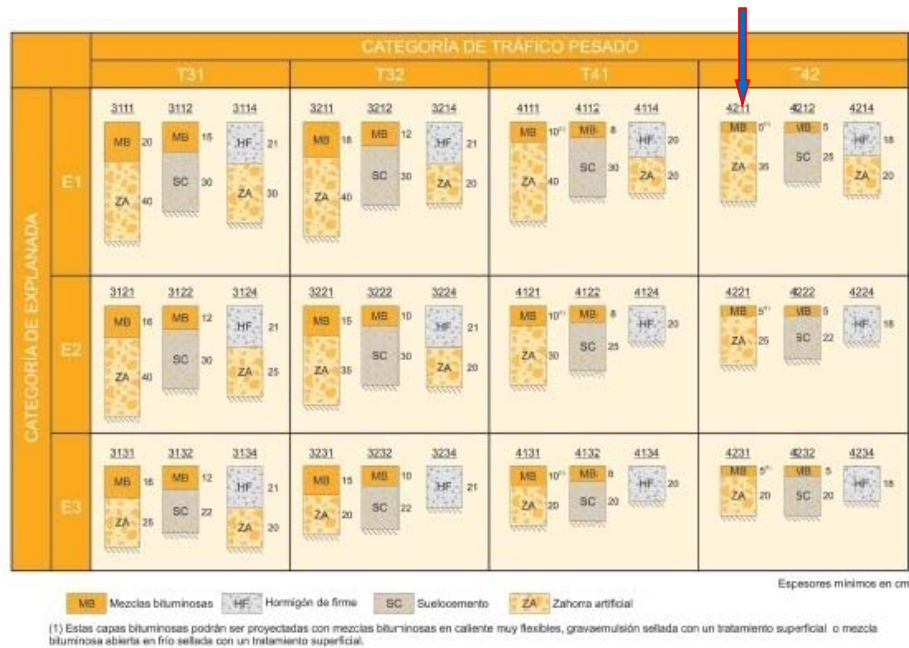 CATEGORÍA DE TRÁFICO PESADO
T31 T32 T41 T42
CATEGORÍA DE EXPLANADA
E1
3111 3112 3114 3211 3212 3214 4111 4112 4114 4211 4212 4214
MB 20 MB 15 HF 21 MB 18 MB 12 HF 21 MB 10(1) MB 8 HF 20 MB 5(1) MB 5 HF 18
ZA 40 SC 30 ZA 30 ZA 40 SC 30 ZA 20 ZA 40 SC 30 ZA 20 ZA 35 SC 25 ZA 20
E2
3121 3122 3124 3221 3222 3224 4121 4122 4124 4221 4222 4224
MB 16 MB 12 HF 21 MB 15 MB 10 HF 21 MB 10(1) MB 8 HF 20 MB 5(1) MB 5 HF 18
ZA 40 SC 30 ZA 25 ZA 35 SC 30 ZA 20 ZA 30 SC 25 ZA 25 SC 22
E3
3131 3132 3134 3231 3232 3234 4131 4132 4134 4231 4232 4234
MB 16 MB 12 HF 21 MB 15 MB 10 HF 21 MB 10(1) MB 8 HF 20 MB 5(1) MB 5 HF 18
ZA 25 SC 22 ZA 20 ZA 20 SC 22 ZA 20 SC 20 ZA 20 SC 20
Espesores mínimos en cm
MB Mezclas bituminosas HF Hormigón de firme SC Suelocemento ZA Zahorra artificial
(1) Estas capas bituminosas podrán ser proyectadas con mezclas bituminosas en caliente muy flexibles, gravaemulsión sellada con un tratamiento superficial o mezcla
bituminosa abierta en frío sellada con un tratamiento superficial.